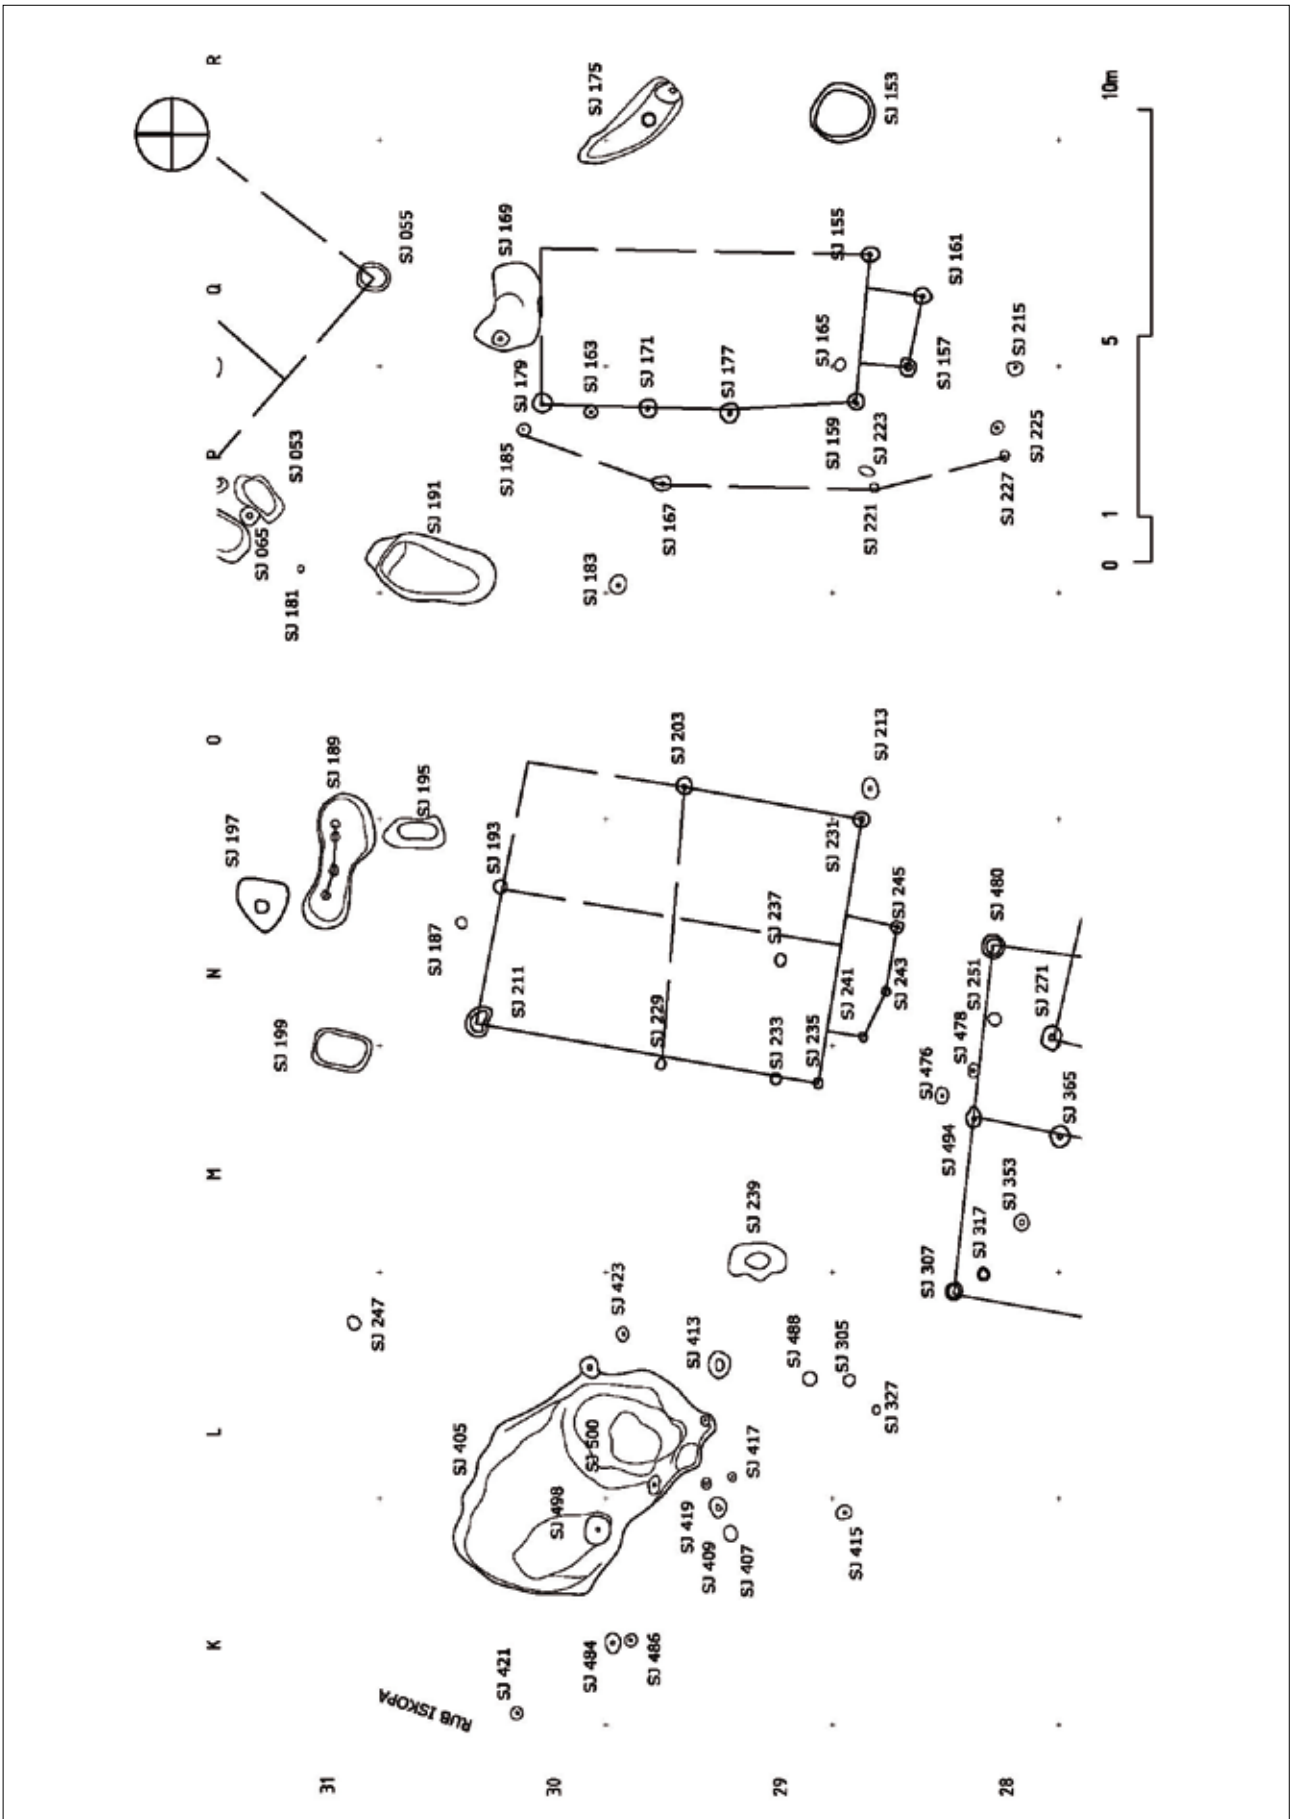 R
Q
P
O
N
M
L
K
31
30
29
28
SJ 175
SJ 153
SJ 055
SJ 169
SJ 155
SJ 161
SJ 165
SJ 215
SJ 157
SJ 179
SJ 163
SJ 171
SJ 177
SJ 159
SJ 223
SJ 225
SJ 053
SJ 185
SJ 227
SJ 065
SJ 191
SJ 167
SJ 221
SJ 181
SJ 183
10m
5
1
0
SJ 189
SJ 203
SJ 213
SJ 195
SJ 197
SJ 193
SJ 231
SJ 245
SJ 480
SJ 187
SJ 237
SJ 211
SJ 241
SJ 243
SJ 251
SJ 271
SJ 199
SJ 229
SJ 233
SJ 235
SJ 478
SJ 476
SJ 365
SJ 494
SJ 239
SJ 353
SJ 317
SJ 307
SJ 247
SJ 423
SJ 413
SJ 488
SJ 305
SJ 327
SJ 405
SJ 500
SJ 417
SJ 498
SJ 419
SJ 409
SJ 407
SJ 415
SJ 421
SJ 484
SJ 486
RUB ISKOPA